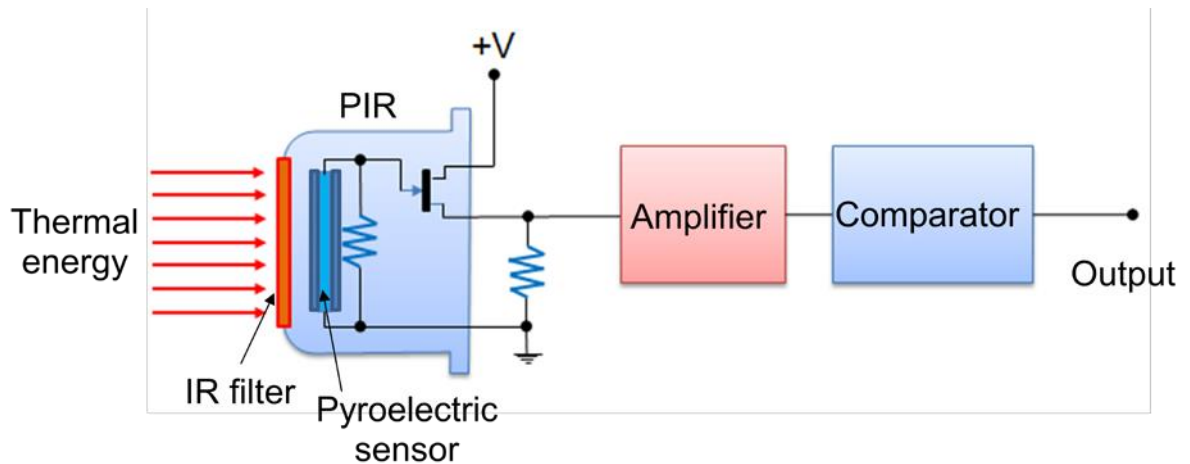 +V
PIR
Thermal
energy
Amplifier
Comparator
Output
IR filter
Pyroelectric
sensor